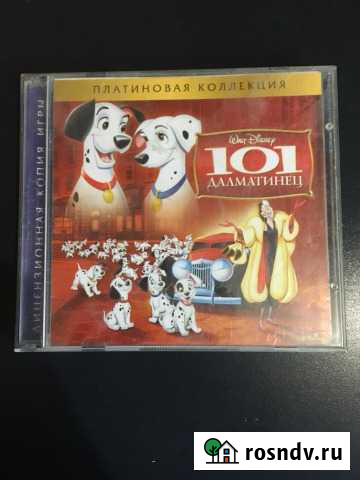 ПЛАТИНОВАЯ КОЛЛЕКЦИЯ
Walt Disney
101
ДАЛМАТИНЕЦ
ЛИЦЕНЗИОННАЯ КОПИЯ ИГРЫ
rosndv.ru